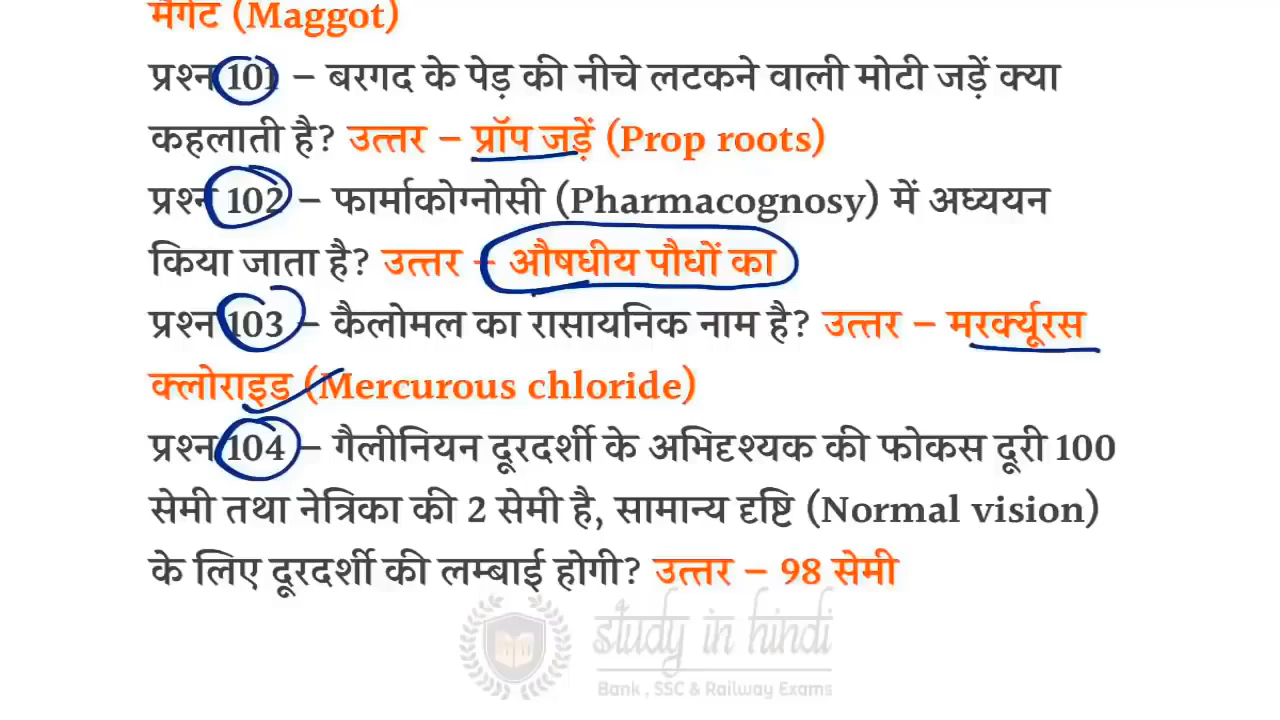 मैगेट (Maggot)
प्रश्न 101 – बरगद के पेड़ की नीचे लटकने वाली मोटी जड़ें क्या
कहलाती है? उत्तर – प्रॉप जड़ें (Prop roots)
प्रश्न 102 – फार्माकोग्नोसी (Pharmacognosy) में अध्ययन
किया जाता है? उत्तर – औषधीय पौधों का
प्रश्न 103 – कैलोमल का रासायनिक नाम है? उत्तर – मरक्यूरस
क्लोराइड (Mercurous chloride)
प्रश्न 104 – गैलीनियन दूरदर्शी के अभिदृश्यक की फोकस दूरी 100
सेमी तथा नेत्रिका की 2 सेमी है, सामान्य दृष्टि (Normal vision)
के लिए दूरदर्शी की लम्बाई होगी? उत्तर – 98 सेमी
study in hindi
Bank , SSC & Railway Exams